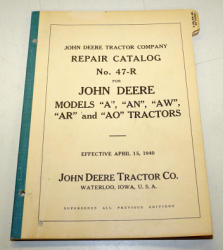 JOHN DEERE TRACTOR COMPANY
REPAIR CATALOG
No. 47-R
FOR
JOHN DEERE
MODELS "A", "AN", "AW",
"AR" and "AO" TRACTORS
EFFECTIVE APRIL 15, 1940
JOHN DEERE TRACTOR CO.
WATERLOO, IOWA, U. S. A.
SUPERSEDES ALL PREVIOUS EDITIONS